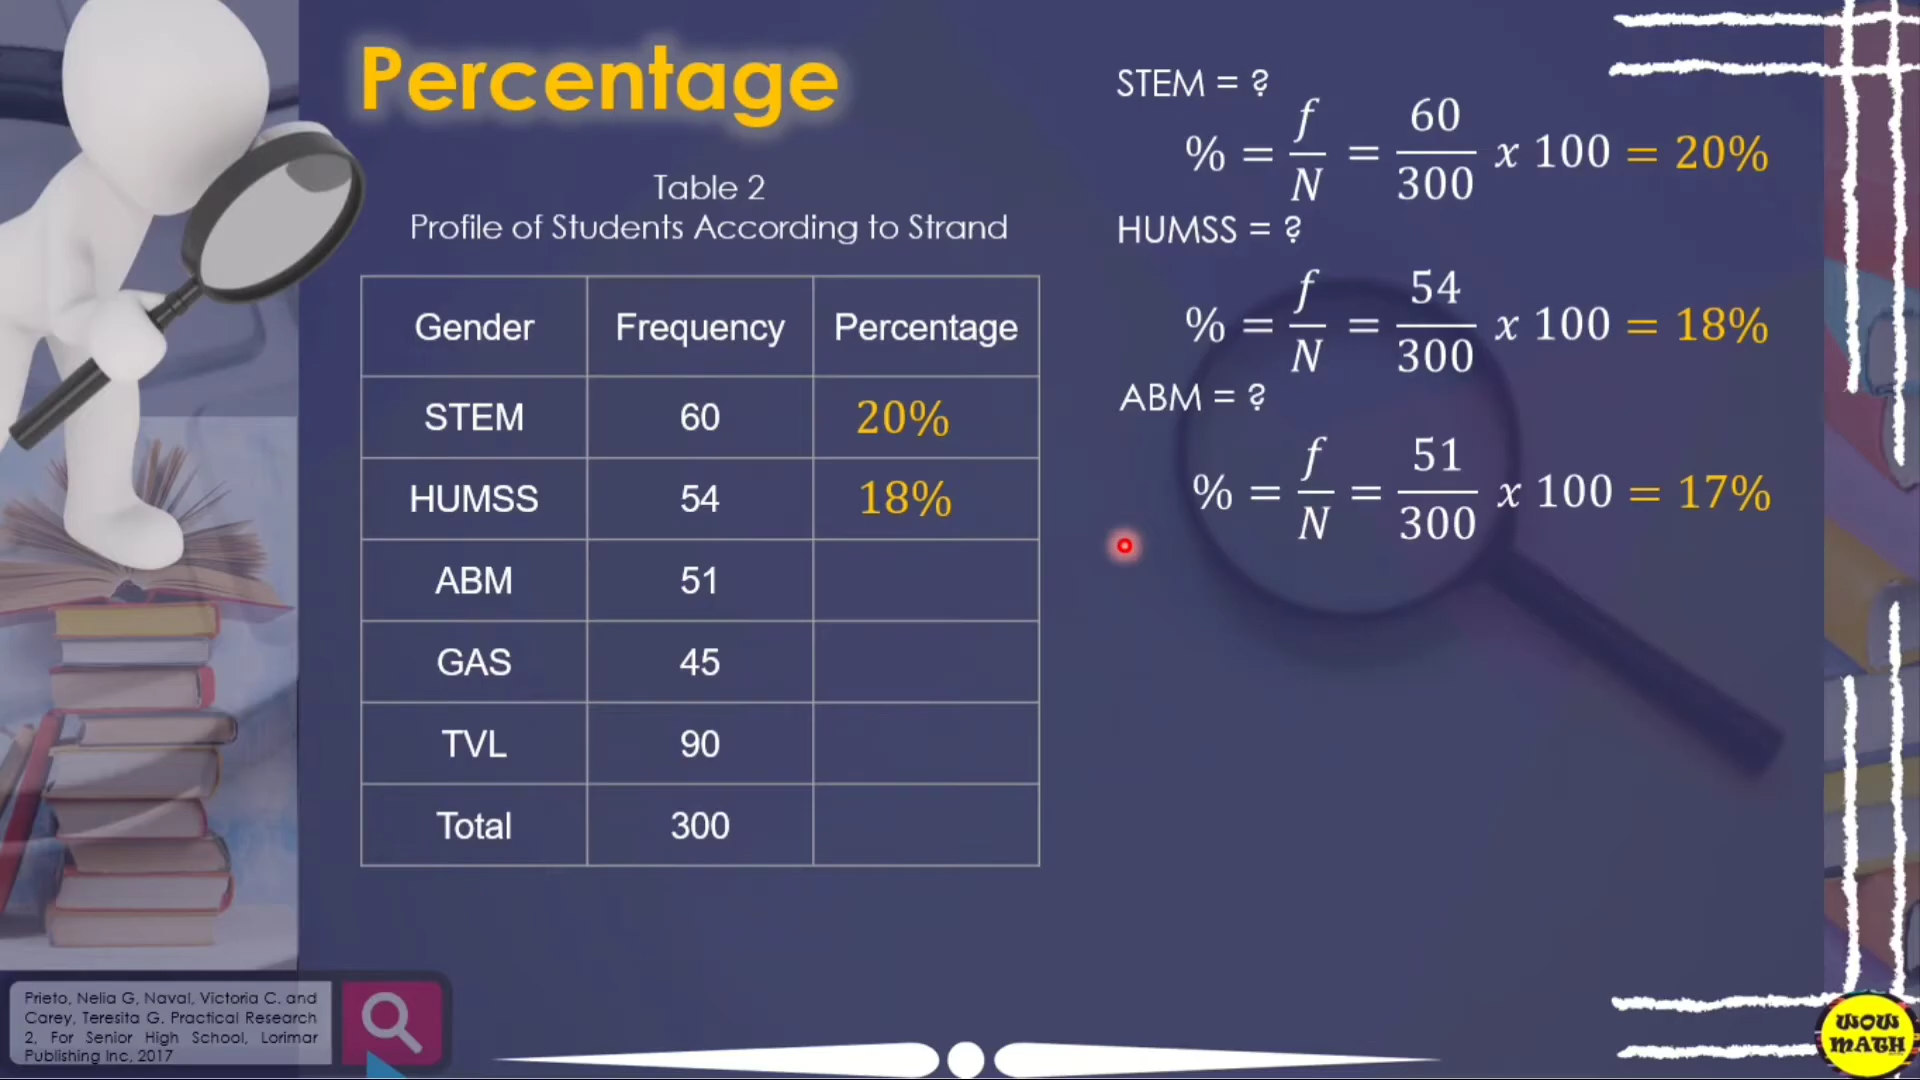 Percentage
Table 2
Profile of Students According to Strand
Gender Frequency Percentage
STEM 60 20%
HUMSS 54 18%
ABM 51
GAS 45
TVL 90
Total 300
STEM = ?
% = f/N = 60/300 x 100 = 20%
HUMSS = ?
% = f/N = 54/300 x 100 = 18%
ABM = ?
% = f/N = 51/300 x 100 = 17%
Prieto, Nelia G, Naval, Victoria C. and
Carey, Teresita G. Practical Research
2, For Senior High School, Lorimar
Publishing Inc, 2017
WOW
MATH